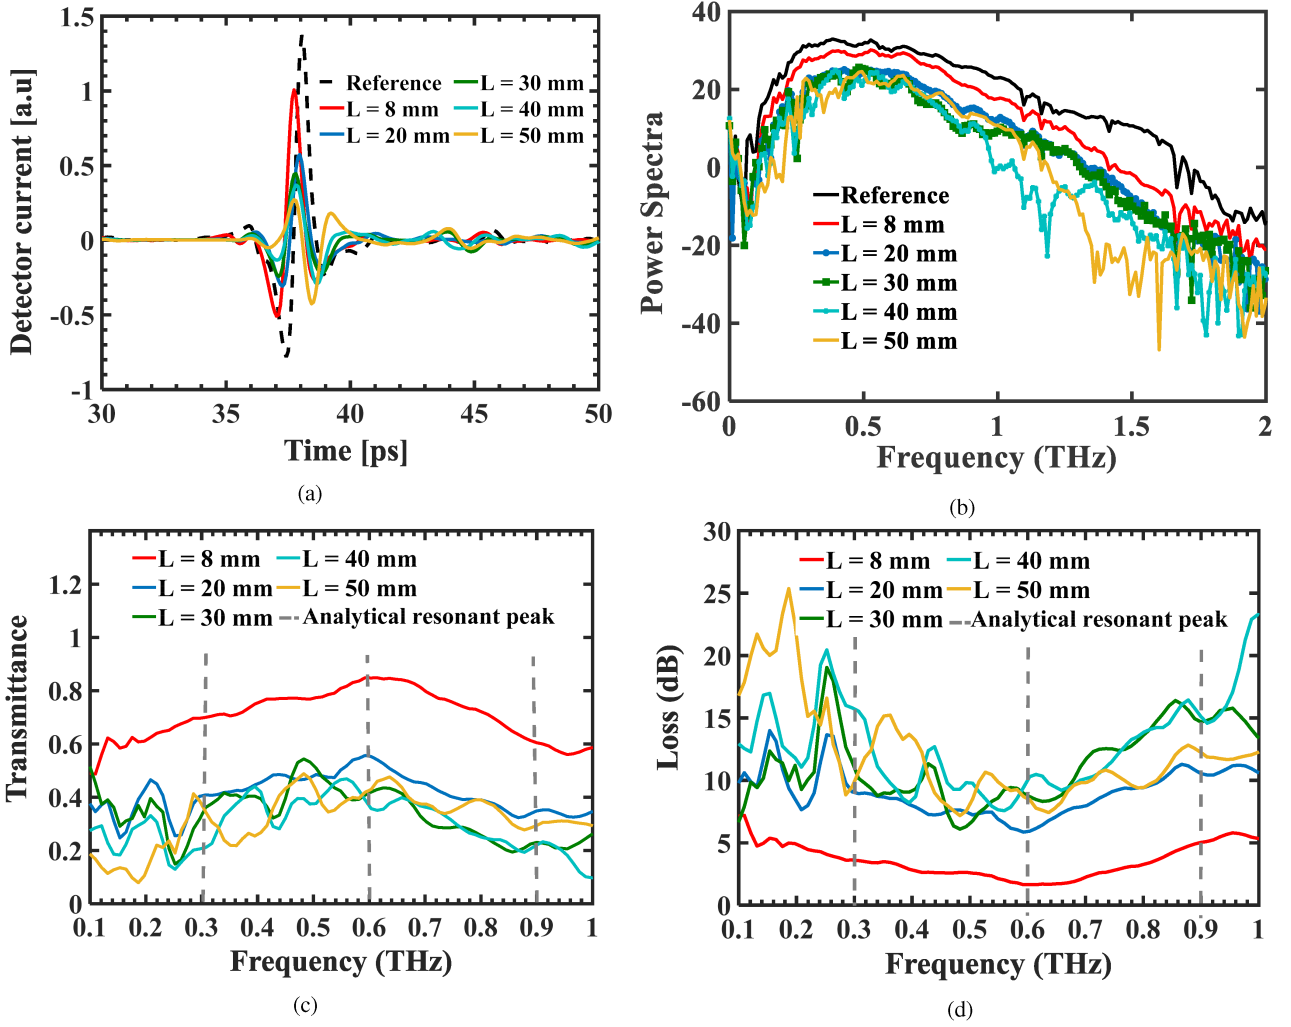 1.5
1
0.5
0
-0.5
-1
Detector current [a.u]
Reference
L = 8 mm
L = 20 mm
L = 30 mm
L = 40 mm
L = 50 mm
30 35 40 45 50
Time [ps]
(a)
40
20
0
-20
-40
-60
Power Spectra
Reference
L = 8 mm
L = 20 mm
L = 30 mm
L = 40 mm
L = 50 mm
0 0.5 1 1.5 2
Frequency (THz)
(b)
1.2
1
0.8
0.6
0.4
0.2
0
Transmittance
L = 8 mm L = 40 mm
L = 20 mm L = 50 mm
L = 30 mm Analytical resonant peak
0.1 0.2 0.3 0.4 0.5 0.6 0.7 0.8 0.9 1
Frequency (THz)
(c)
30
25
20
15
10
5
0
Loss (dB)
L = 8 mm L = 40 mm
L = 20 mm L = 50 mm
L = 30 mm Analytical resonant peak
0.1 0.2 0.3 0.4 0.5 0.6 0.7 0.8 0.9 1
Frequency (THz)
(d)